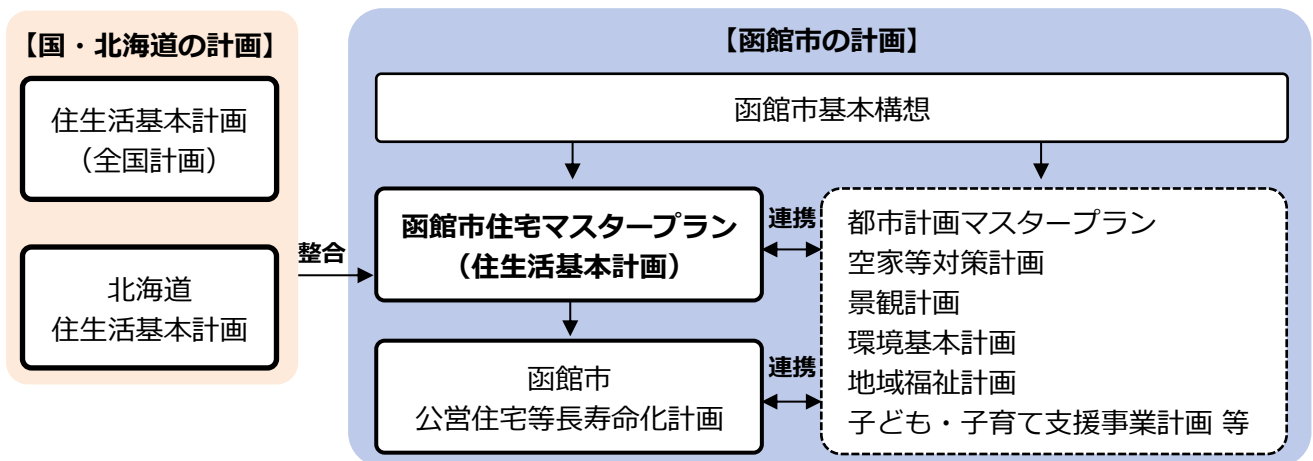 【国・北海道の計画】
住生活基本計画
（全国計画）
北海道
住生活基本計画
整合
【函館市の計画】
函館市基本構想
函館市住宅マスタープラン
（住生活基本計画）
連携
函館市
公営住宅等長寿命化計画
連携
都市計画マスタープラン
空家等対策計画
景観計画
環境基本計画
地域福祉計画
子ども・子育て支援事業計画 等